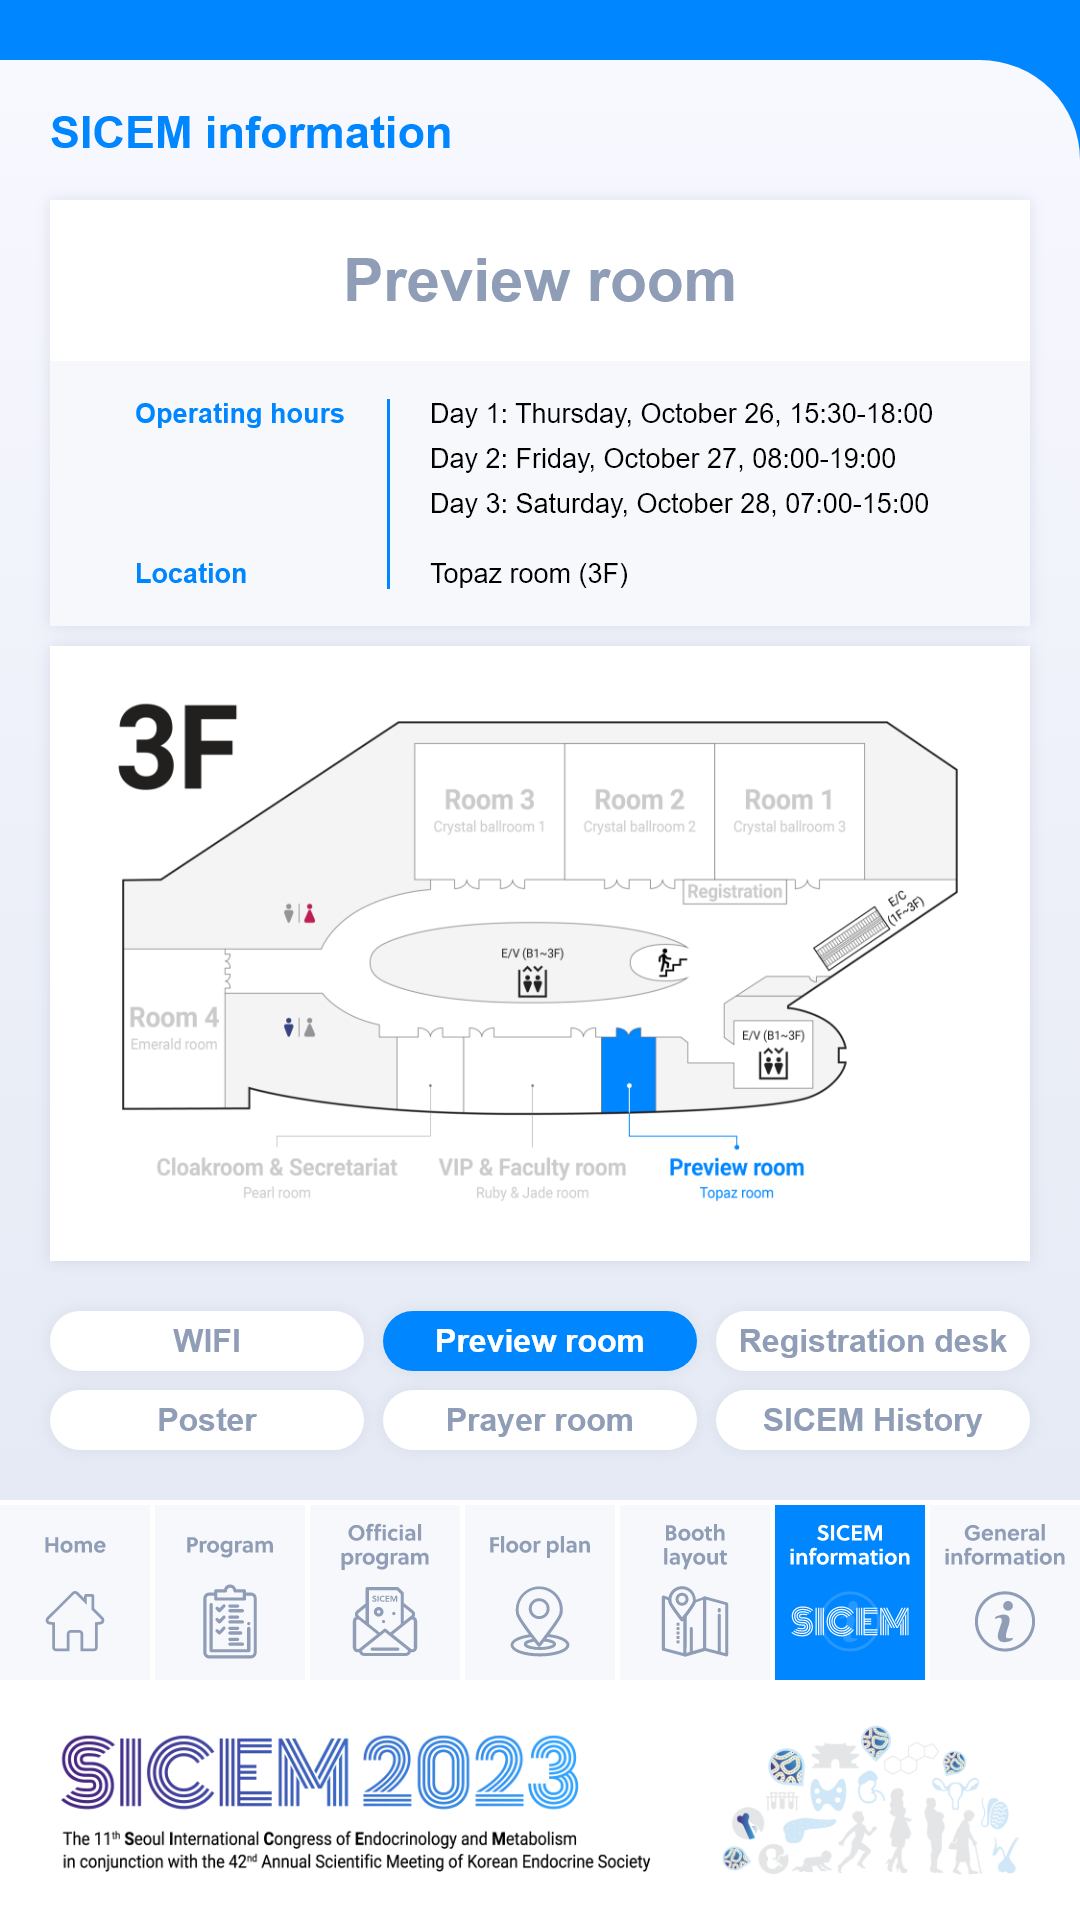 SICEM information
Preview room
Operating hours
Day 1: Thursday, October 26, 15:30-18:00
Day 2: Friday, October 27, 08:00-19:00
Day 3: Saturday, October 28, 07:00-15:00
Location
Topaz room (3F)
3F
Room 3
Crystal ballroom 1
Room 2
Crystal ballroom 2
Room 1
Crystal ballroom 3
Registration
E/C
(1F~3F)
E/V (B1~3F)
Room 4
Emerald room
E/V (B1~3F)
Cloakroom & Secretariat
Pearl room
VIP & Faculty room
Ruby & Jade room
Preview room
Topaz room
WIFI
Preview room
Registration desk
Poster
Prayer room
SICEM History
Home
Program
Official
program
SICEM
Floor plan
Booth
layout
SICEM
information
SICEM
General
information
SICEM 2023
The 11th Seoul International Congress of Endocrinology and Metabolism
in conjunction with the 42nd Annual Scientific Meeting of Korean Endocrine Society